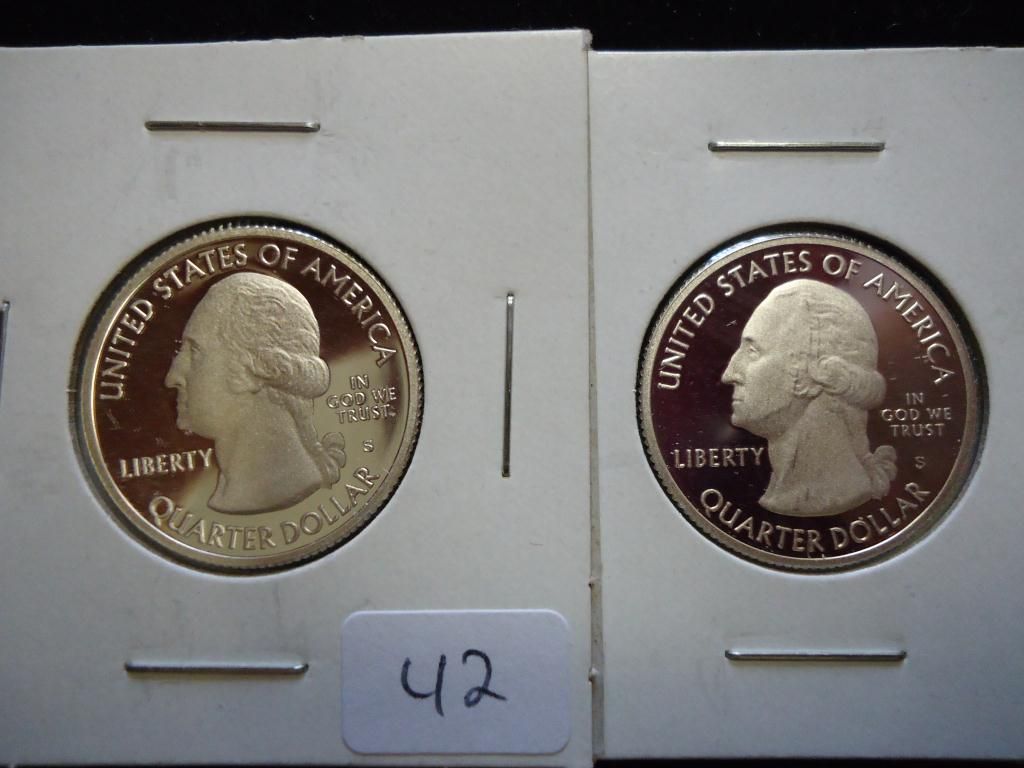 UNITED STATES OF AMERICA
IN
GOD WE
TRUST
S
LIBERTY
QUARTER DOLLAR
UNITED STATES OF AMERICA
IN
GOD WE
TRUST
S
LIBERTY
QUARTER DOLLAR
42